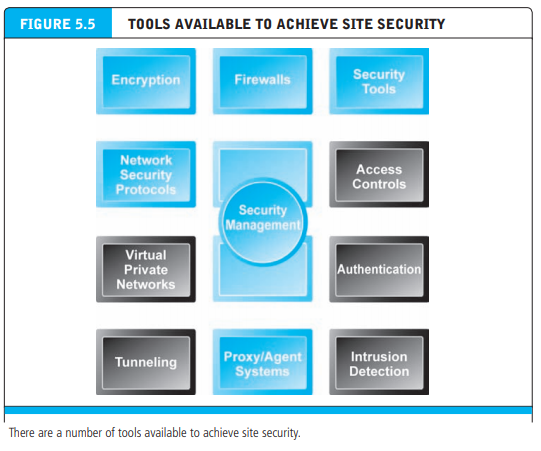 FIGURE 5.5
TOOLS AVAILABLE TO ACHIEVE SITE SECURITY
Encryption
Firewalls
Security
Tools
Network
Security
Protocols
Access
Controls
Security
Management
Virtual
Private
Networks
Authentication
Tunneling
Proxy/Agent
Systems
Intrusion
Detection
There are a number of tools available to achieve site security.